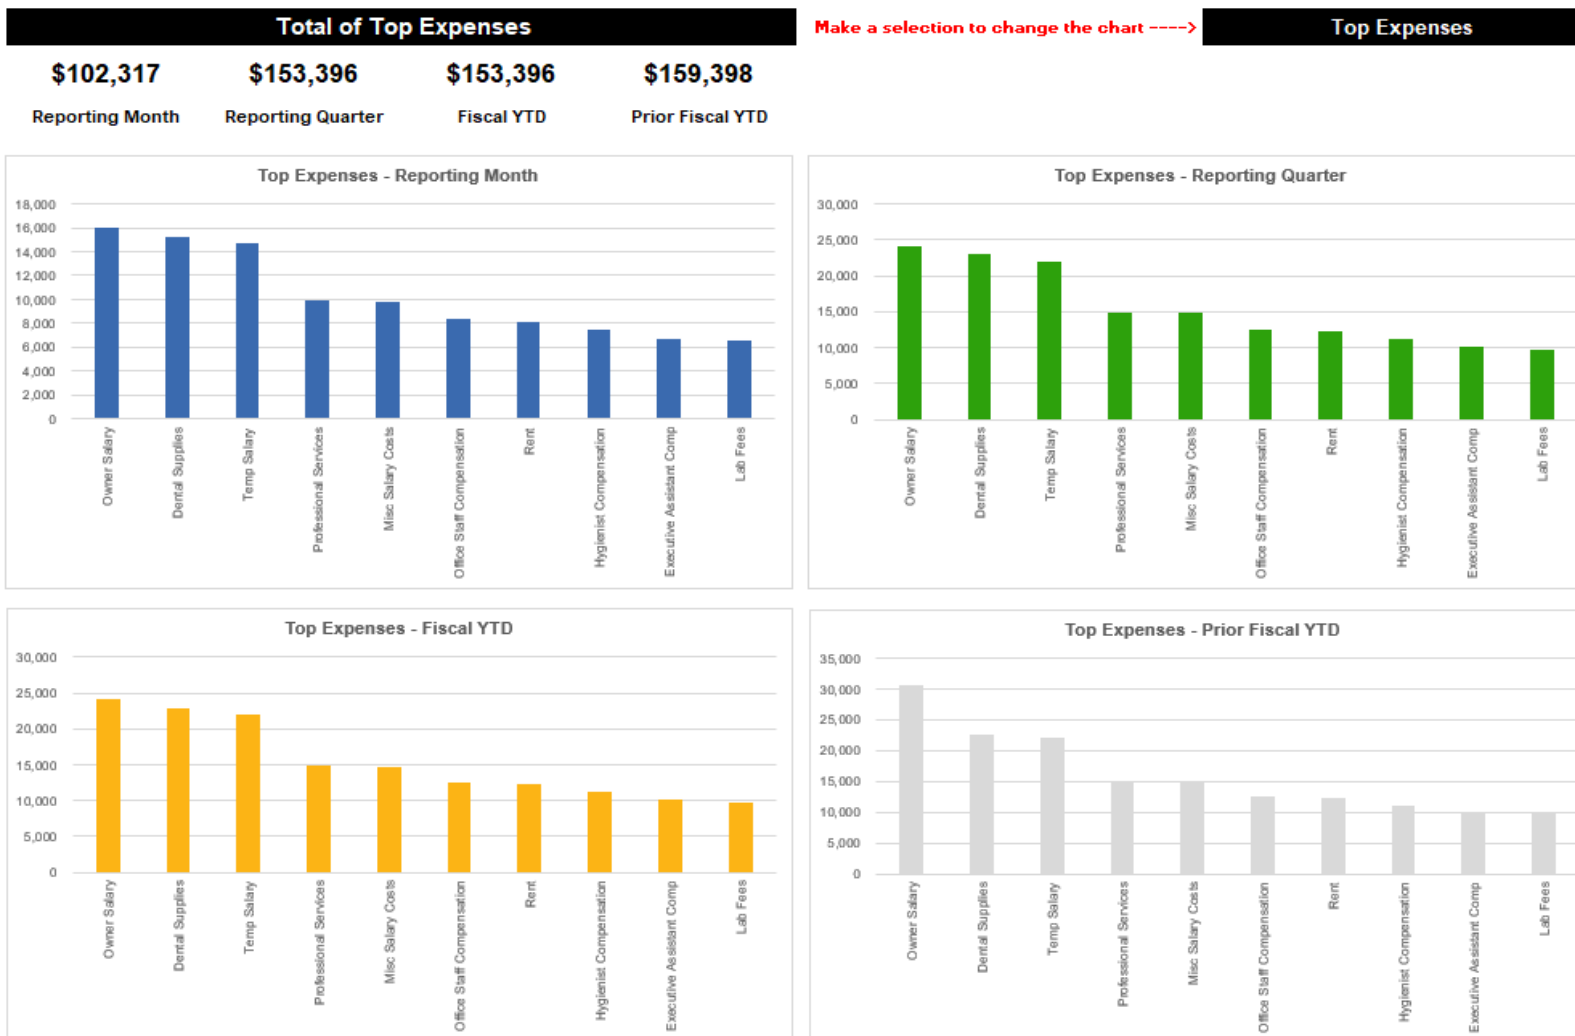 Total of Top Expenses
Make a selection to change the chart ---->
Top Expenses
$102,317
$153,396
$153,396
$159,398
Reporting Month
Reporting Quarter
Fiscal YTD
Prior Fiscal YTD
Top Expenses - Reporting Month
18,000
16,000
14,000
12,000
10,000
8,000
6,000
4,000
2,000
0
Owner Salary
Dental Supplies
Temp Salary
Professional Services
Misc Salary Costs
Office Staff Compensation
Rent
Hygienist Compensation
Executive Assistant Comp
Lab Fees
Top Expenses - Reporting Quarter
30,000
25,000
20,000
15,000
10,000
5,000
0
Owner Salary
Dental Supplies
Temp Salary
Professional Services
Misc Salary Costs
Office Staff Compensation
Rent
Hygienist Compensation
Executive Assistant Comp
Lab Fees
Top Expenses - Fiscal YTD
30,000
25,000
20,000
15,000
10,000
5,000
0
Owner Salary
Dental Supplies
Temp Salary
Professional Services
Misc Salary Costs
Office Staff Compensation
Rent
Hygienist Compensation
Executive Assistant Comp
Lab Fees
Top Expenses - Prior Fiscal YTD
35,000
30,000
25,000
20,000
15,000
10,000
5,000
0
Owner Salary
Dental Supplies
Temp Salary
Professional Services
Misc Salary Costs
Office Staff Compensation
Rent
Hygienist Compensation
Executive Assistant Comp
Lab Fees